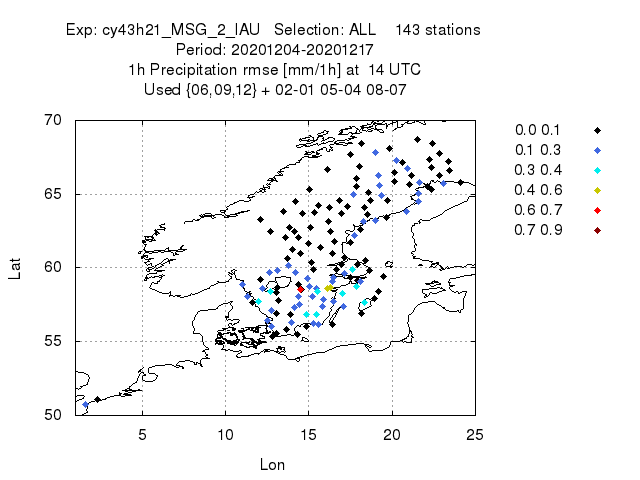 Exp: cy43h21_MSG_2_IAU Selection: ALL 143 stations
Period: 20201204-20201217
1h Precipitation rmse [mm/1h] at 14 UTC
Used {06,09,12} + 02-01 05-04 08-07
70
65
60
55
50
Lat
5
10
15
20
25
Lon
0.0 0.1
0.1 0.3
0.3 0.4
0.4 0.6
0.6 0.7
0.7 0.9